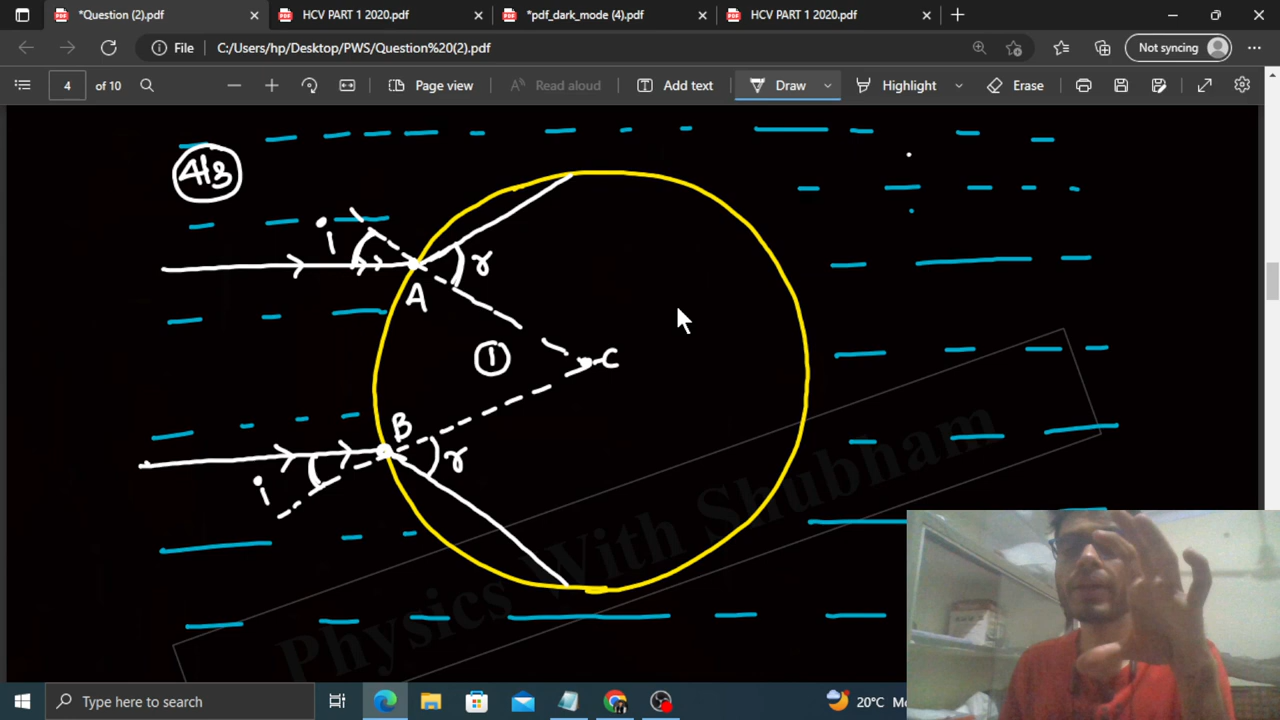 *Question (2).pdf
HCV PART 1 2020.pdf
*pdf_dark_mode (4).pdf
HCV PART 1 2020.pdf
File
C:/Users/hp/Desktop/PWS/Question%20(2).pdf
Not syncing
4
of 10
Page view
Read aloud
Add text
Draw
Highlight
Erase
4/3
i
r
A
1
C
B
r
i
Physics With Shubham
Type here to search
20°C